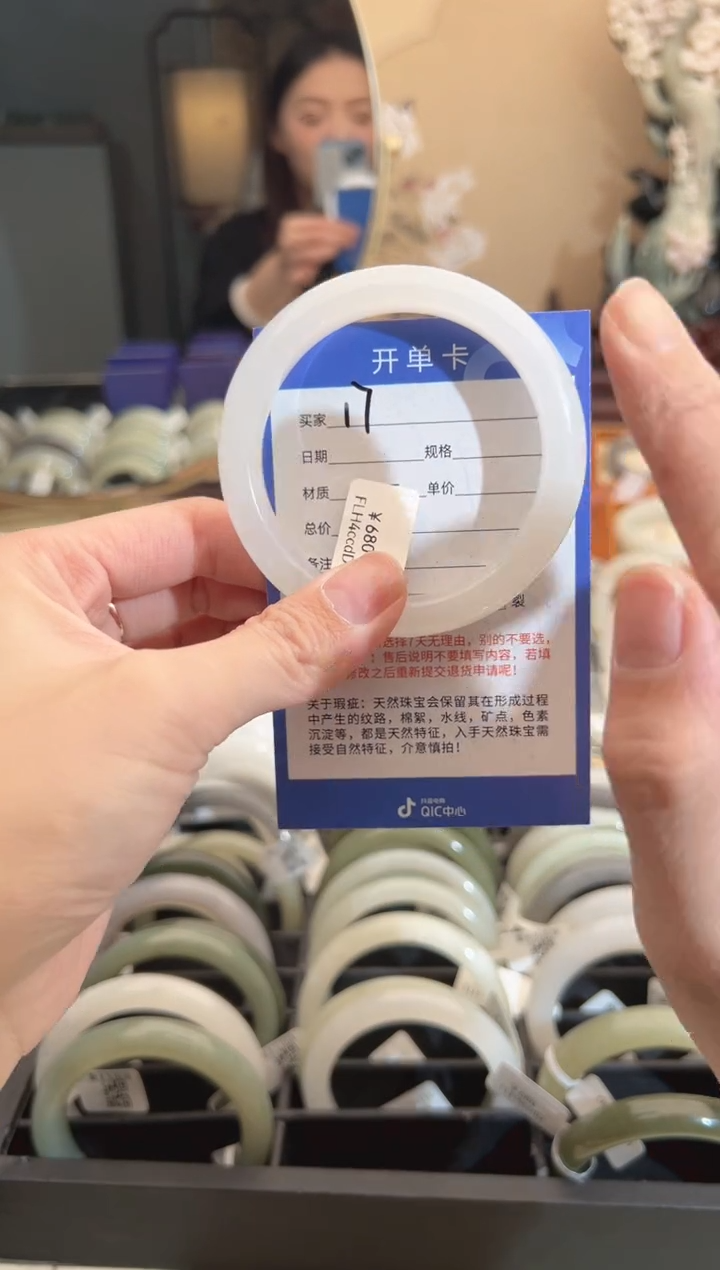 开单卡
买家 17
日期 规格
材质 单价
总价
备注
¥680
FLH4ccdD
製
选择7天无理由，别的不要选，
：售后说明不要填写内容，若填
修改之后重新提交退货申请呢！
关于瑕疵：天然珠宝会保留其在形成过程
中产生的纹路，棉絮，水线，矿点，色素
沉淀等，都是天然特征，入手天然珠宝需
接受自然特征，介意慎拍！
抖音电商
QIC中心